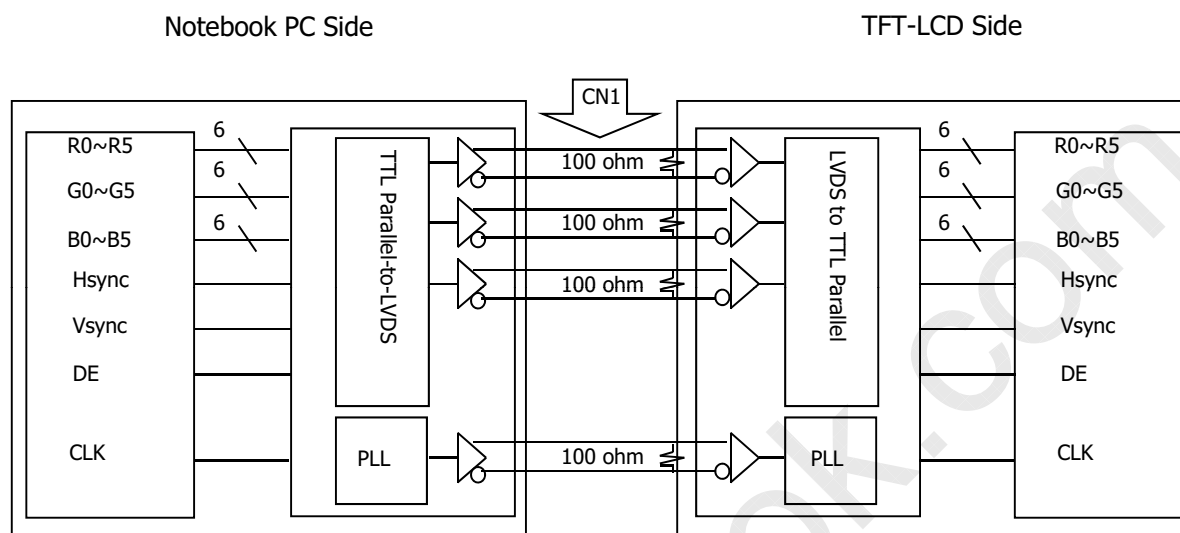 Notebook PC Side
TFT-LCD Side
CN1
R0~R5
6
G0~G5
6
B0~B5
6
Hsync
Vsync
DE
CLK
TTL Parallel-to-LVDS
PLL
100 ohm
100 ohm
100 ohm
100 ohm
LVDS to TTL Parallel
PLL
6
R0~R5
6
G0~G5
6
B0~B5
Hsync
Vsync
DE
CLK
ok.com